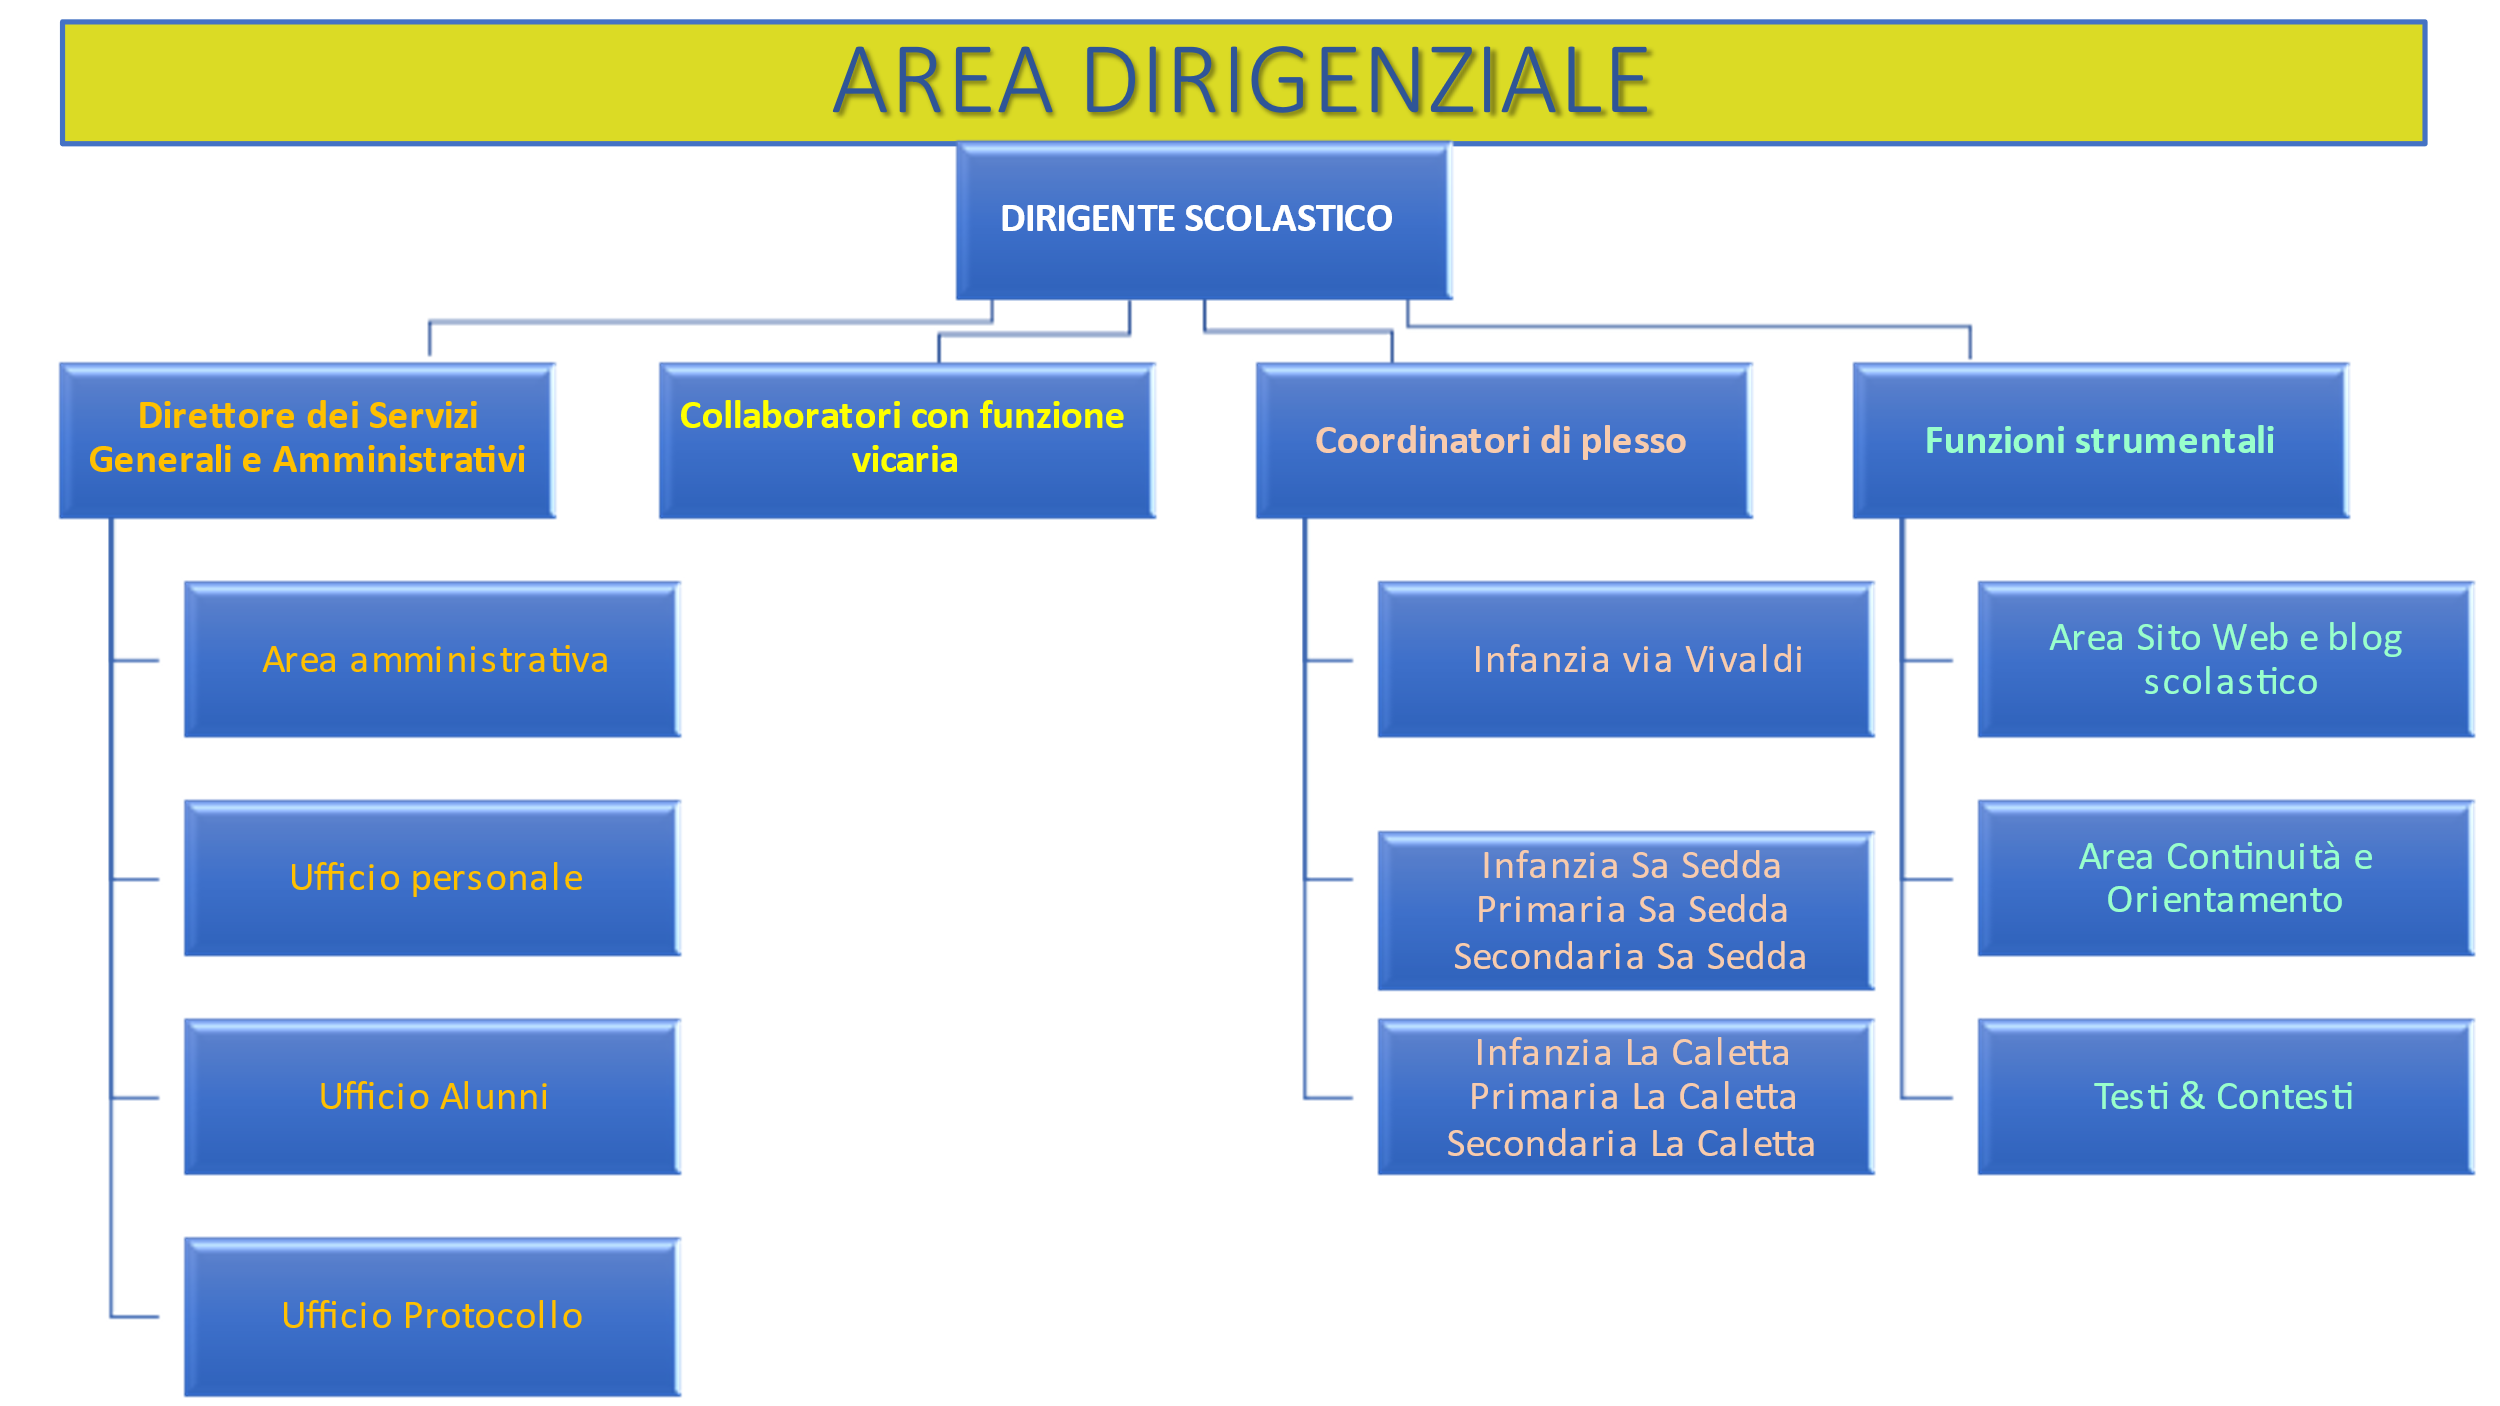 AREA DIRIGENZIALE
DIRIGENTE SCOLASTICO
Direttore dei Servizi
Generali e Amministrativi
Area amministrativa
Ufficio personale
Ufficio Alunni
Ufficio Protocollo
Collaboratori con funzione
vicaria
Coordinatori di plesso
Infanzia via Vivaldi
Infanzia Sa Sedda
Primaria Sa Sedda
Secondaria Sa Sedda
Infanzia La Caletta
Primaria La Caletta
Secondaria La Caletta
Funzioni strumentali
Area Sito Web e blog
scolastico
Area Continuità e
Orientamento
Testi & Contesti